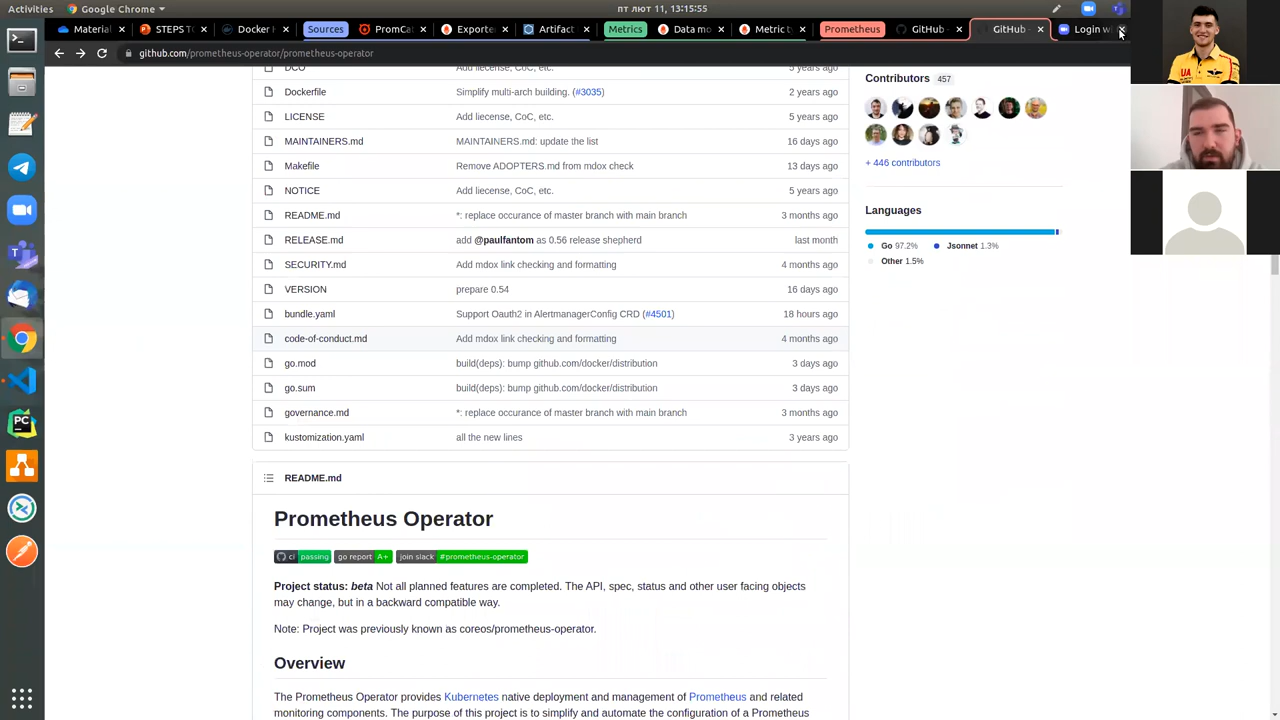 Activities
Google Chrome
пт лют 11, 13:15:55
Material
STEPS T
Docker
Sources
PromCa
Exporte
Artifact
Metrics
Data mo
Metric t
Prometheus
GitHub
GitHub
Login w
github.com/prometheus-operator/prometheus-operator
DCO Add liecense, CoC, etc. 5 years ago
Dockerfile Simplify multi-arch building. (#3035) 2 years ago
LICENSE Add liecense, CoC, etc. 5 years ago
MAINTAINERS.md MAINTAINERS.md: update the list 16 days ago
Makefile Remove ADOPTERS.md from mdox check 13 days ago
NOTICE Add liecense, CoC, etc. 5 years ago
README.md *: replace occurance of master branch with main branch 3 months ago
RELEASE.md add @paulfantom as 0.56 release shepherd last month
SECURITY.md Add mdox link checking and formatting 4 months ago
VERSION prepare 0.54 16 days ago
bundle.yaml Support Oauth2 in AlertmanagerConfig CRD (#4501) 18 hours ago
code-of-conduct.md Add mdox link checking and formatting 4 months ago
go.mod build(deps): bump github.com/docker/distribution 3 days ago
go.sum build(deps): bump github.com/docker/distribution 3 days ago
governance.md *: replace occurance of master branch with main branch 3 months ago
kustomization.yaml all the new lines 3 years ago
README.md
Prometheus Operator
ci passing go report A+ join slack #prometheus-operator
Project status: beta Not all planned features are completed. The API, spec, status and other user facing objects
may change, but in a backward compatible way.
Note: Project was previously known as coreos/prometheus-operator.
Overview
The Prometheus Operator provides Kubernetes native deployment and management of Prometheus and related
monitoring components. The purpose of this project is to simplify and automate the configuration of a Prometheus
Contributors 457
+ 446 contributors
Languages
Go 97.2% Jsonnet 1.3%
Other 1.5%
UA
PC